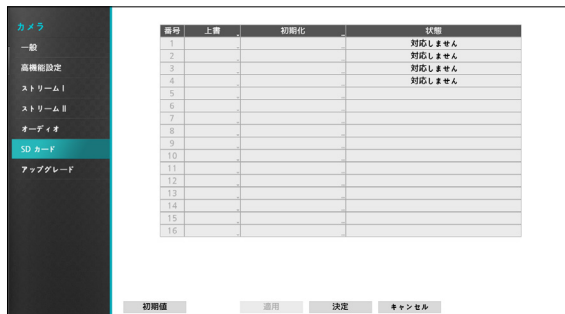 カメラ
一般
高機能設定
ストリーム I
ストリーム II
オーディオ
SD カード
アップグレード
番号 上書 初期化 状態
1 対応しません
2 対応しません
3 対応しません
4 対応しません
5
6
7
8
9
10
11
12
13
14
15
16
初期値 適用 決定 キャンセル